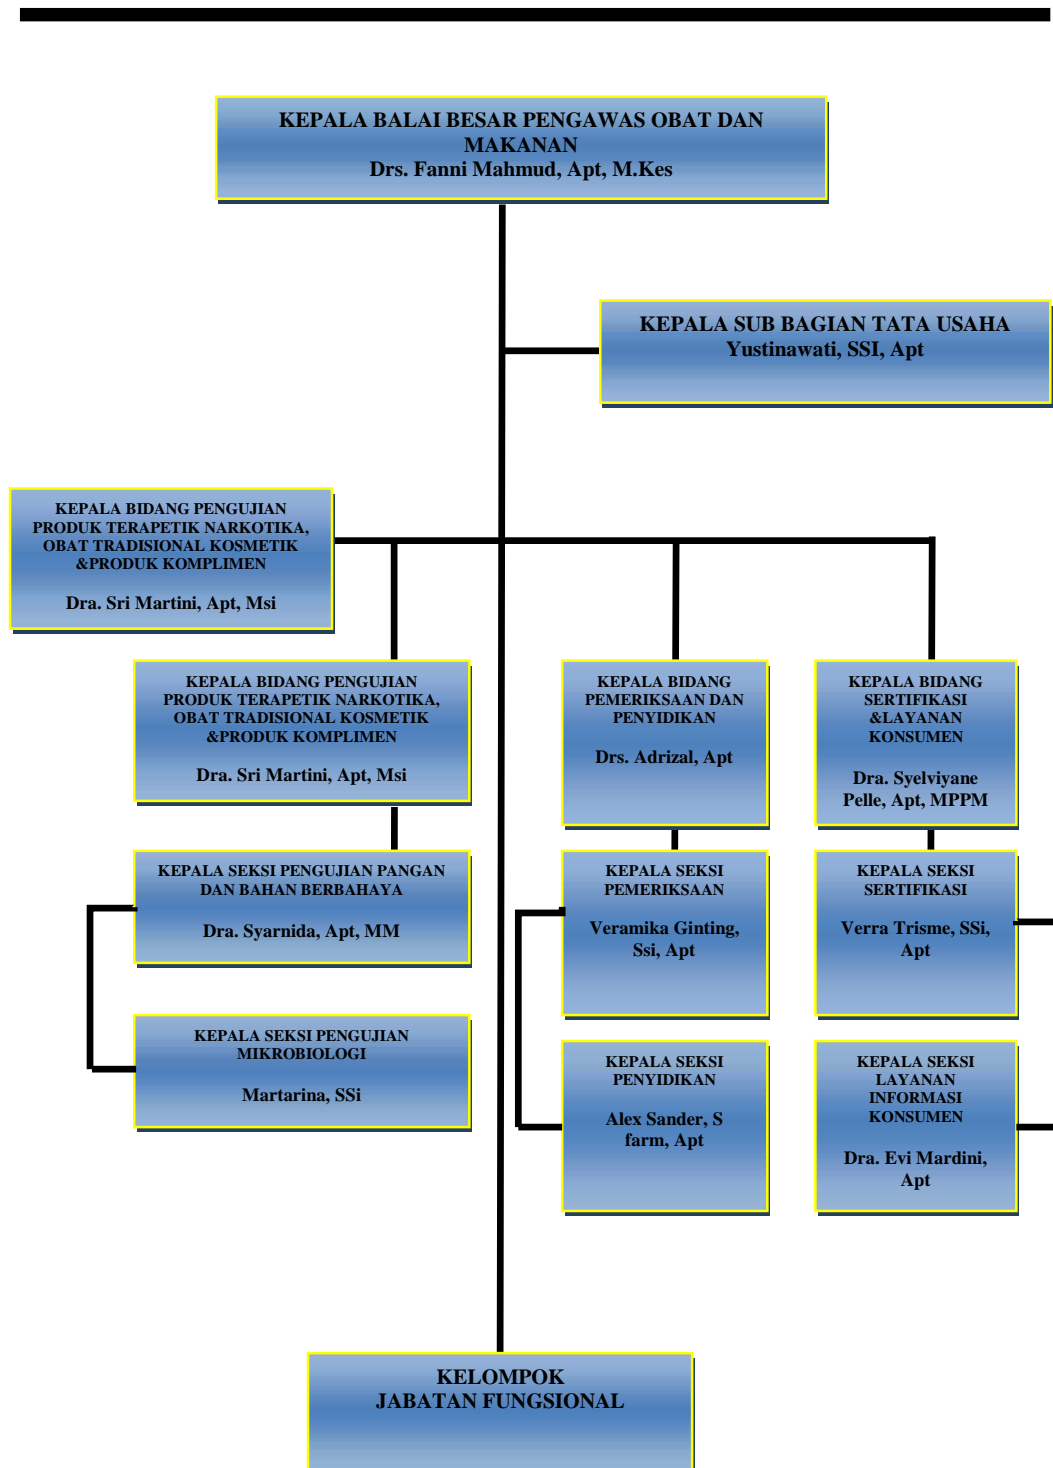 KEPALA BALAI BESAR PENGAWAS OBAT DAN
MAKANAN
Drs. Fanni Mahmud, Apt, M.Kes
KEPALA SUB BAGIAN TATA USAHA
Yustinawati, SSI, Apt
KEPALA BIDANG PENGUJIAN
PRODUK TERAPETIK NARKOTIKA,
OBAT TRADISIONAL KOSMETIK
&PRODUK KOMPLIMEN
Dra. Sri Martini, Apt, Msi
KEPALA BIDANG PENGUJIAN
PRODUK TERAPETIK NARKOTIKA,
OBAT TRADISIONAL KOSMETIK
&PRODUK KOMPLIMEN
Dra. Sri Martini, Apt, Msi
KEPALA BIDANG
PEMERIKSAAN DAN
PENYIDIKAN
Drs. Adrizal, Apt
KEPALA BIDANG
SERTIFIKASI
&LAYANAN
KONSUMEN
Dra. Syelviyane
Pelle, Apt, MPPM
KEPALA SEKSI PENGUJIAN PANGAN
DAN BAHAN BERBAHAYA
Dra. Syarnida, Apt, MM
KEPALA SEKSI
PEMERIKSAAN
Veramika Ginting,
Ssi, Apt
KEPALA SEKSI
SERTIFIKASI
Verra Trisme, SSi,
Apt
KEPALA SEKSI PENGUJIAN
MIKROBIOLOGI
Martarina, SSi
KEPALA SEKSI
PENYIDIKAN
Alex Sander, S
farm, Apt
KEPALA SEKSI
LAYANAN
INFORMASI
KONSUMEN
Dra. Evi Mardini,
Apt
KELOMPOK
JABATAN FUNGSIONAL